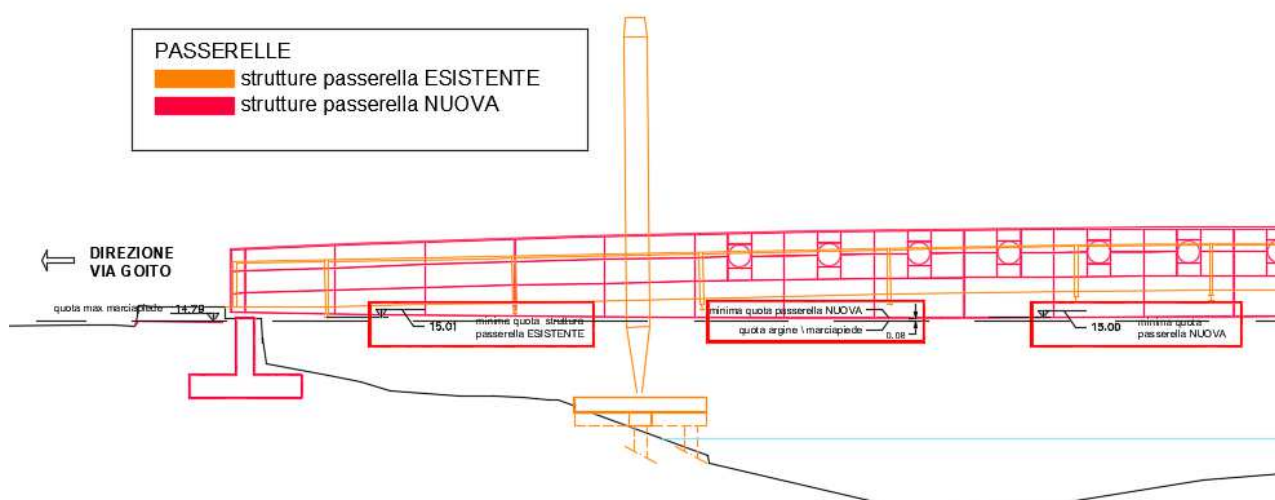 PASSERELLE
strutture passerella ESISTENTE
strutture passerella NUOVA
DIREZIONE
VIA GOITO
quota max marciapiede 14.79
15.01
minima quota struttura
passerella ESISTENTE
minima quota passerella NUOVA
quota argine \ marciapiede
0.08
15.00
minima quota
passerella NUOVA